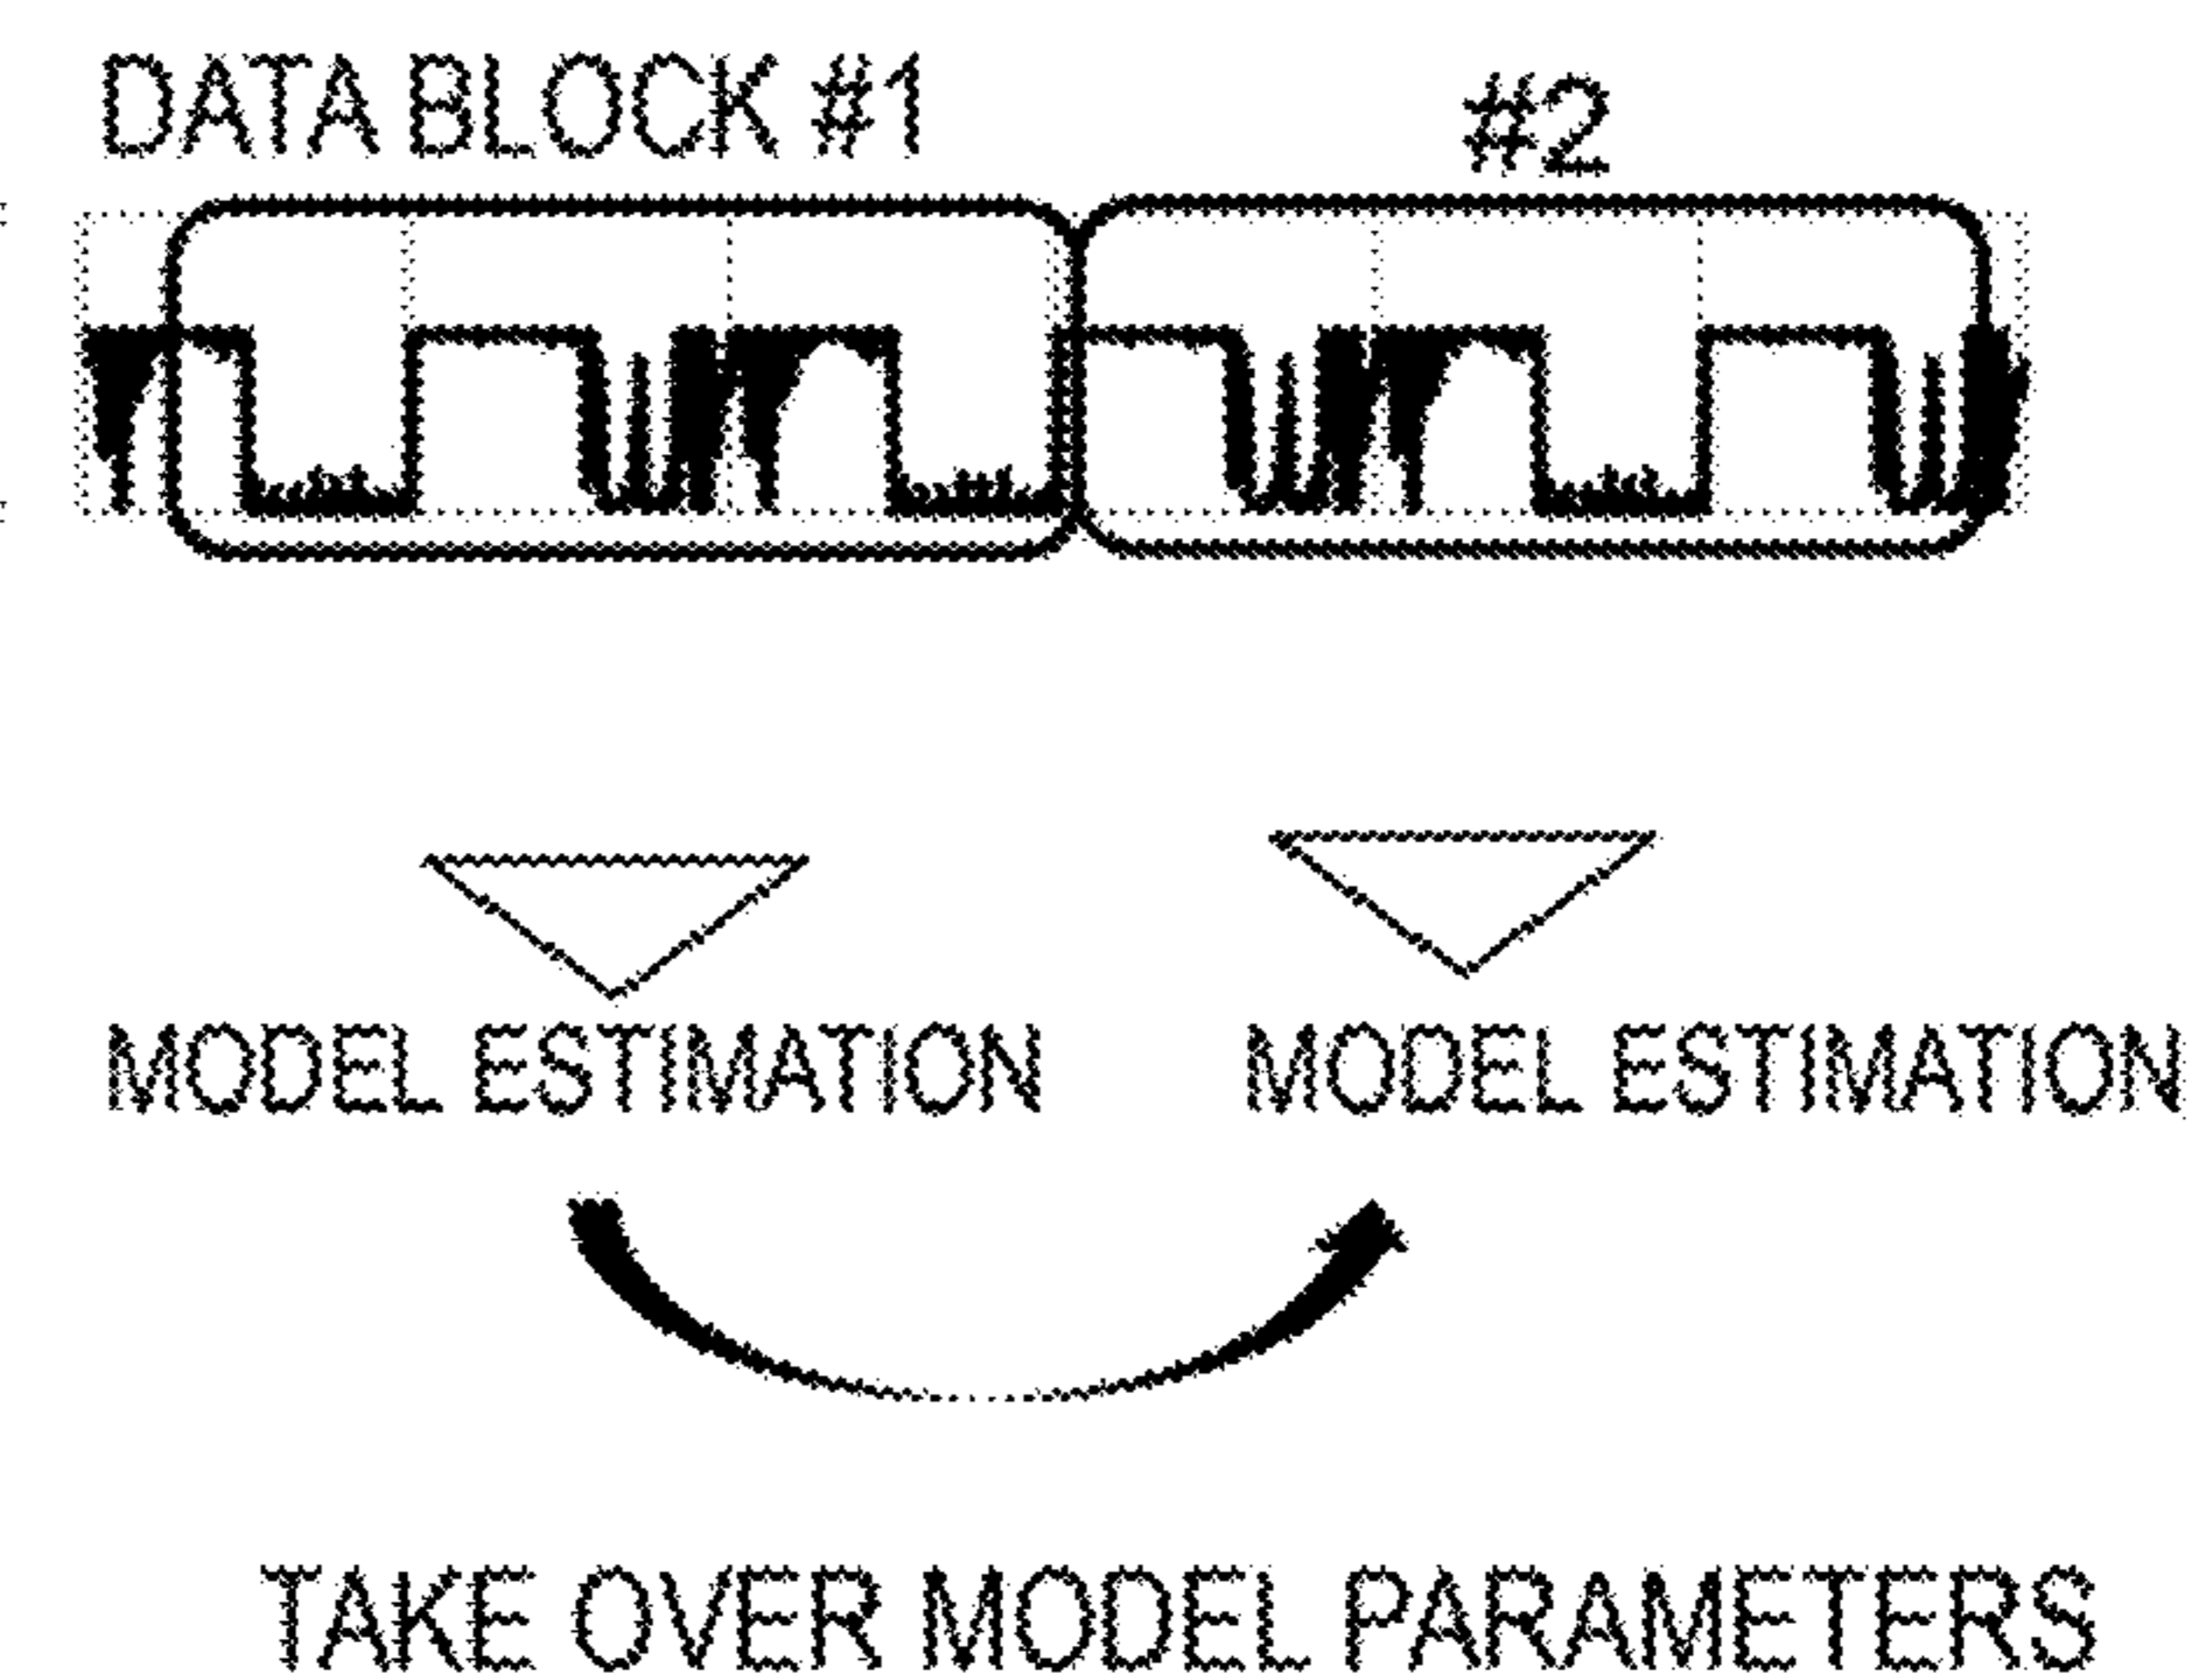 DATA BLOCK #1
#2
MODEL ESTIMATION
MODEL ESTIMATION
TAKE OVER MODEL PARAMETERS